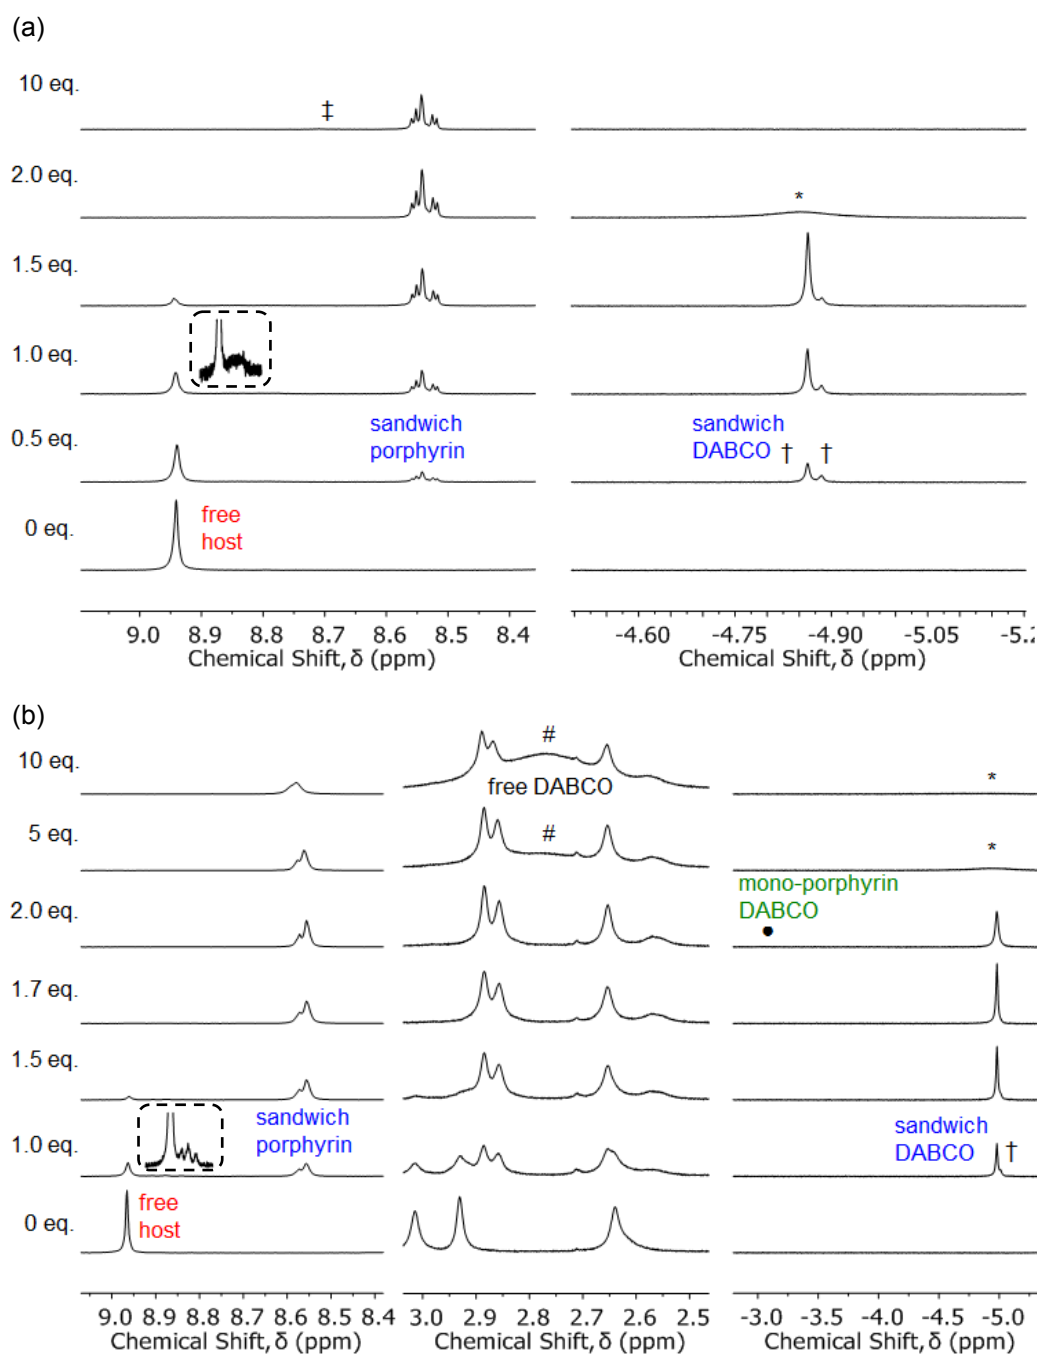 (a)
10 eq.
‡
2.0 eq.
*
1.5 eq.
1.0 eq.
sandwich
porphyrin
sandwich
DABCO † †
0.5 eq.
0 eq.
free
host
9.0 8.9 8.8 8.7 8.6 8.5 8.4
Chemical Shift, δ (ppm)
-4.60 -4.75 -4.90 -5.05 -5.2
Chemical Shift, δ (ppm)
(b)
10 eq.
#
free DABCO
*
5 eq.
#
*
2.0 eq.
mono-porphyrin
DABCO
•
1.7 eq.
1.5 eq.
1.0 eq.
sandwich
porphyrin
sandwich
DABCO †
0 eq.
free
host
9.0 8.9 8.8 8.7 8.6 8.5 8.4
Chemical Shift, δ (ppm)
3.0 2.9 2.8 2.7 2.6 2.5
Chemical Shift, δ (ppm)
-3.0 -3.5 -4.0 -4.5 -5.0
Chemical Shift, δ (ppm)